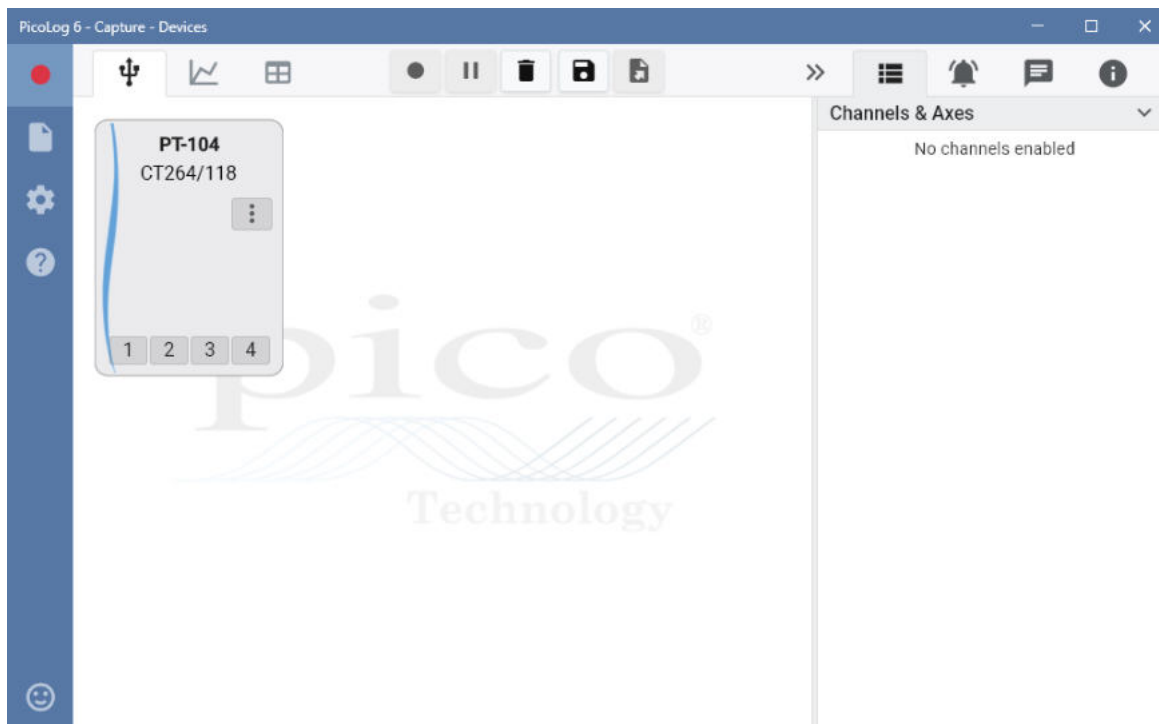 PicoLog 6 - Capture - Devices
Channels & Axes
No channels enabled
PT-104
CT264/118
1 2 3 4
pico®
Technology